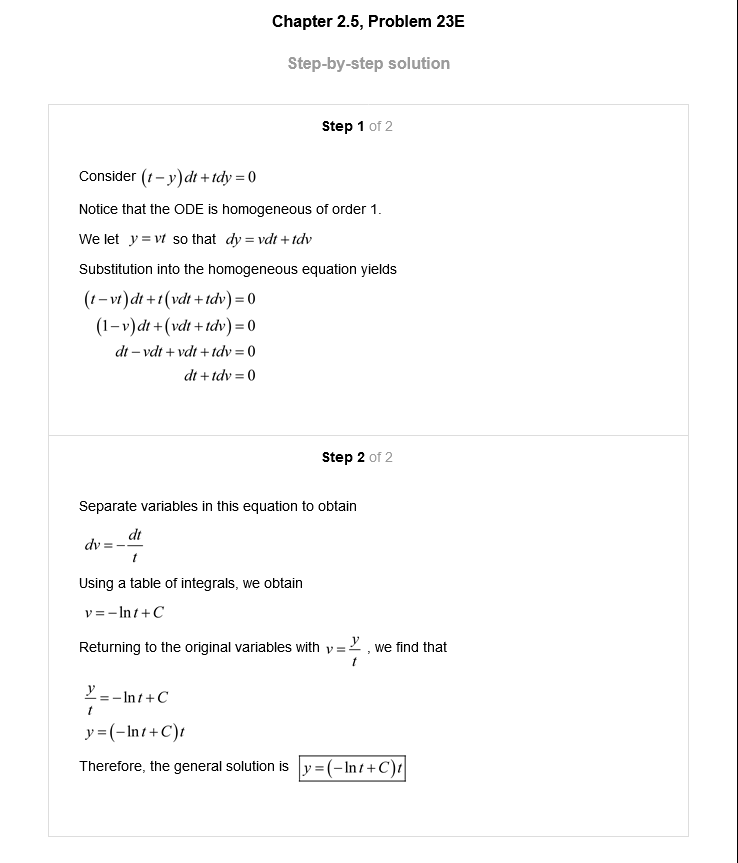 Chapter 2.5, Problem 23E
Step-by-step solution
Step 1 of 2
Consider (t − y)dt + tdy = 0
Notice that the ODE is homogeneous of order 1.
We let y = vt so that dy = vdt + tdv
Substitution into the homogeneous equation yields
(t − vt)dt + t(vdt + tdv) = 0
(1 − v)dt + (vdt + tdv) = 0
dt − vdt + vdt + tdv = 0
dt + tdv = 0
Step 2 of 2
Separate variables in this equation to obtain
dv = −dt/t
Using a table of integrals, we obtain
v = −ln t + C
Returning to the original variables with v = y/t , we find that
y/t = −ln t + C
y = (−ln t + C)t
Therefore, the general solution is y = (−ln t + C)t